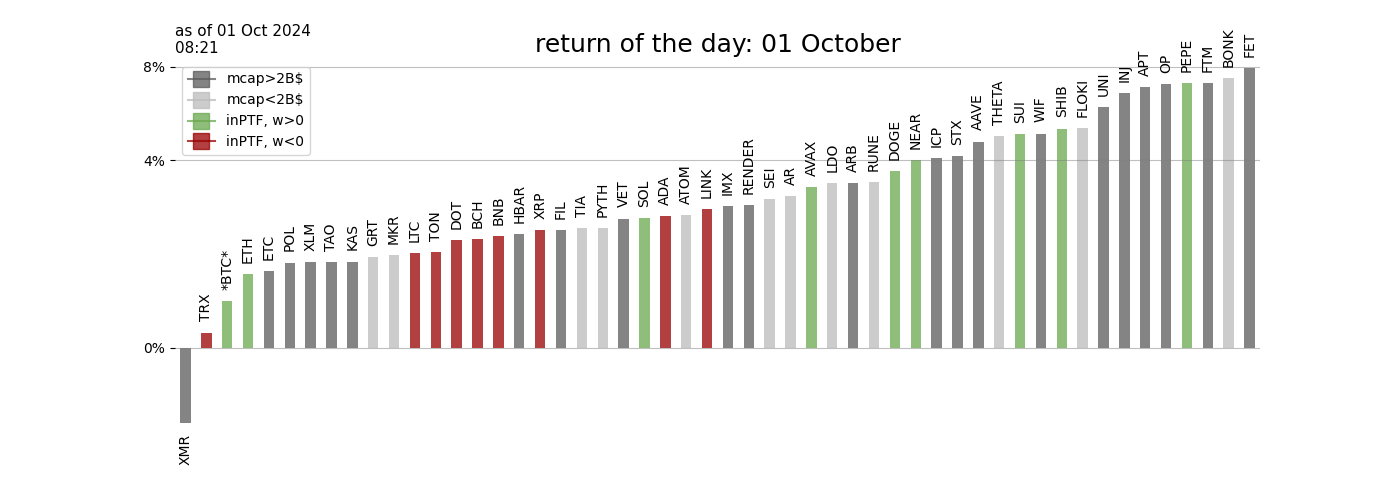 as of 01 Oct 2024
08:21
return of the day: 01 October
8%
4%
0%
mcap>2B$
mcap<2B$
inPTF, w>0
inPTF, w<0
XMR
TRX
*BTC*
ETH
ETC
POL
XLM
TAO
KAS
GRT
MKR
LTC
TON
DOT
BCH
BNB
HBAR
XRP
FIL
TIA
PYTH
VET
SOL
ADA
ATOM
LINK
IMX
RENDER
SEI
AR
AVAX
LDO
ARB
RUNE
DOGE
NEAR
ICP
STX
AAVE
THETA
SUI
WIF
SHIB
FLOKI
UNI
INJ
APT
OP
PEPE
FTM
BONK
FET